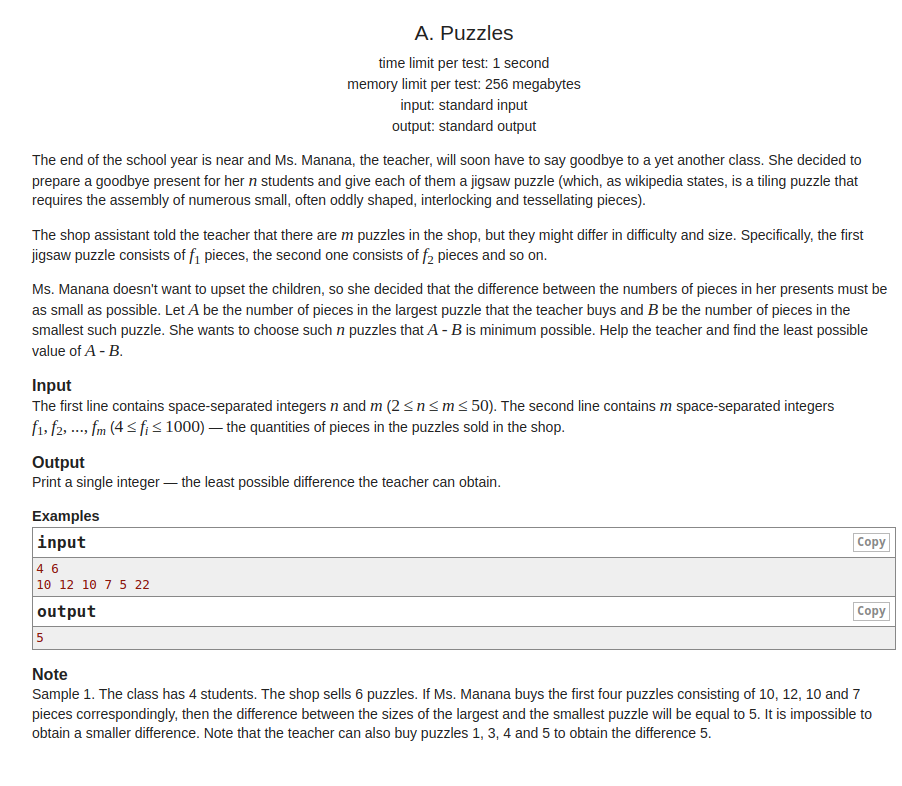 A. Puzzles
time limit per test: 1 second
memory limit per test: 256 megabytes
input: standard input
output: standard output
The end of the school year is near and Ms. Manana, the teacher, will soon have to say goodbye to a yet another class. She decided to
prepare a goodbye present for her n students and give each of them a jigsaw puzzle (which, as wikipedia states, is a tiling puzzle that
requires the assembly of numerous small, often oddly shaped, interlocking and tessellating pieces).
The shop assistant told the teacher that there are m puzzles in the shop, but they might differ in difficulty and size. Specifically, the first
jigsaw puzzle consists of f1 pieces, the second one consists of f2 pieces and so on.
Ms. Manana doesn't want to upset the children, so she decided that the difference between the numbers of pieces in her presents must be
as small as possible. Let A be the number of pieces in the largest puzzle that the teacher buys and B be the number of pieces in the
smallest such puzzle. She wants to choose such n puzzles that A - B is minimum possible. Help the teacher and find the least possible
value of A - B.
Input
The first line contains space-separated integers n and m (2 ≤ n ≤ m ≤ 50). The second line contains m space-separated integers
f1, f2, ..., fm (4 ≤ fi ≤ 1000) — the quantities of pieces in the puzzles sold in the shop.
Output
Print a single integer — the least possible difference the teacher can obtain.
Examples
input Copy
4 6
10 12 10 7 5 22
output Copy
5
Note
Sample 1. The class has 4 students. The shop sells 6 puzzles. If Ms. Manana buys the first four puzzles consisting of 10, 12, 10 and 7
pieces correspondingly, then the difference between the sizes of the largest and the smallest puzzle will be equal to 5. It is impossible to
obtain a smaller difference. Note that the teacher can also buy puzzles 1, 3, 4 and 5 to obtain the difference 5.